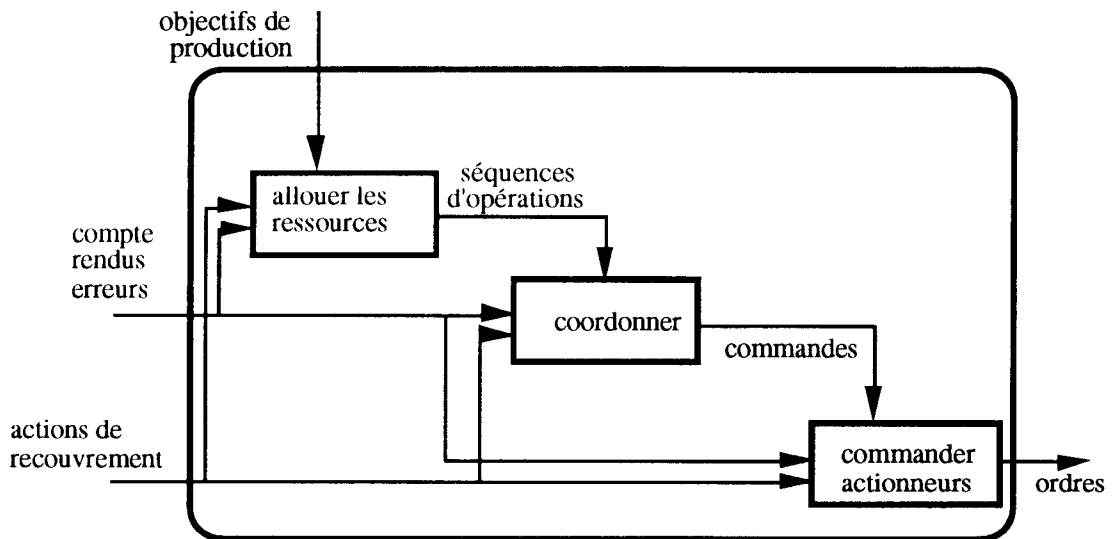 objectifs de
production
allouer les
ressources
séquences
d'opérations
compte
rendus
erreurs
coordonner
commandes
actions de
recouvrement
commander
actionneurs
ordres